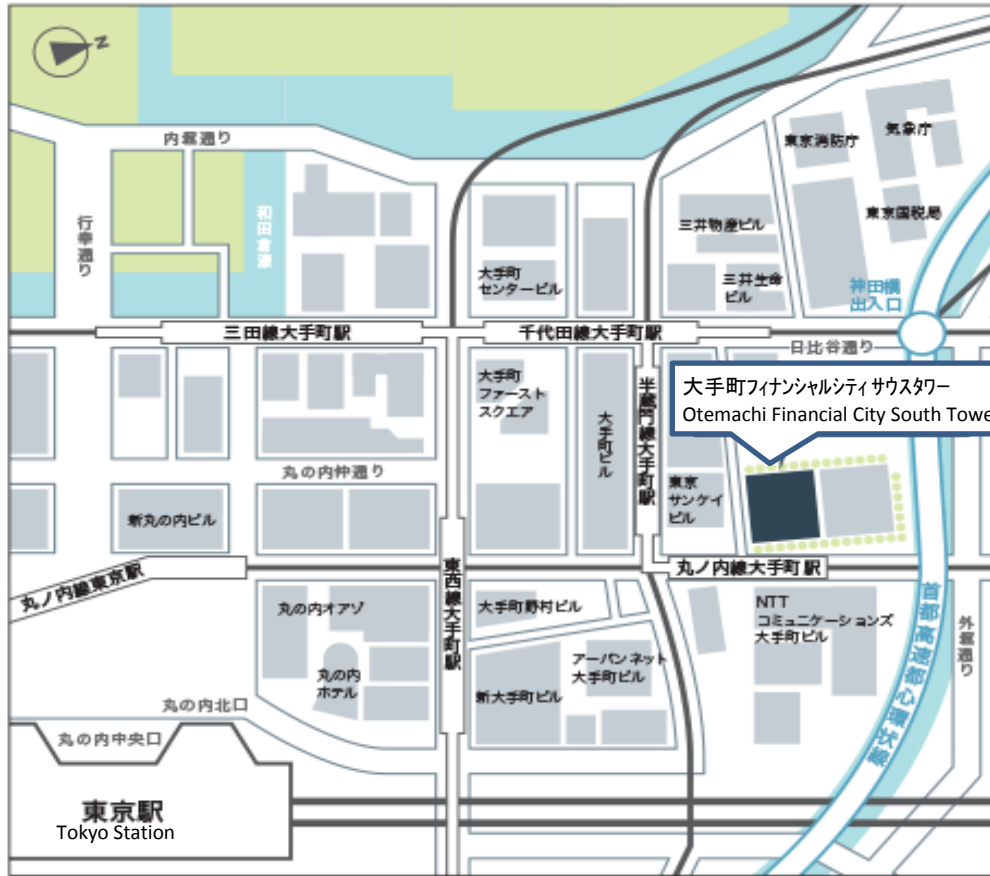 N
内堀通り
行幸通り
和田倉濠
東京消防庁
気象庁
東京国税局
三井物産ビル
三井生命
ビル
大手町
センタービル
神田橋
出入口
三田線大手町駅
千代田線大手町駅
日比谷通り
大手町
ファースト
スクエア
大手町ビル
半蔵門線大手町駅
大手町フィナンシャルシティ サウスタワー
Otemachi Financial City South Towe
丸の内仲通り
東京
サンケイ
ビル
新丸の内ビル
丸ノ内線東京駅
東西線大手町駅
丸ノ内線大手町駅
丸の内オアゾ
大手町野村ビル
NTT
コミュニケーションズ
大手町ビル
首都高速都心環状線
外堀通り
丸の内
ホテル
アーバンネット
大手町ビル
新大手町ビル
丸の内北口
丸の内中央口
東京駅
Tokyo Station